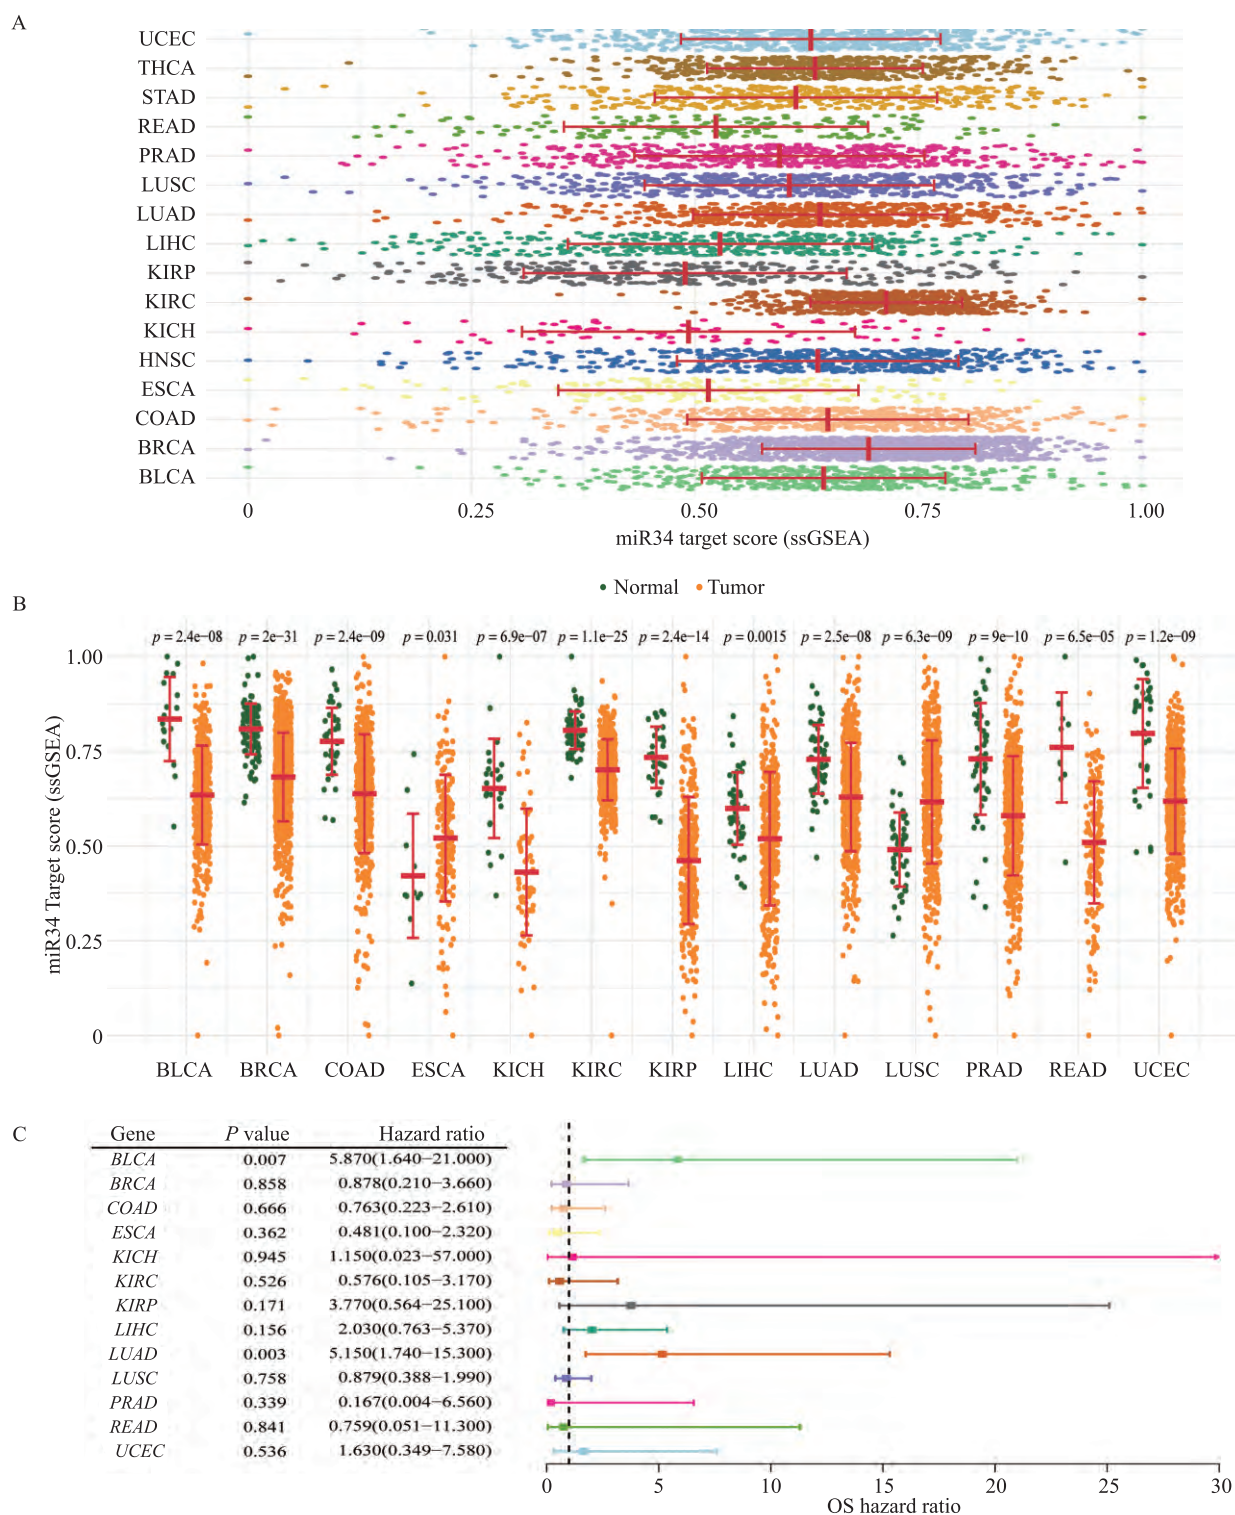 A
UCEC
THCA
STAD
READ
PRAD
LUSC
LUAD
LIHC
KIRP
KIRC
KICH
HNSC
ESCA
COAD
BRCA
BLCA
0 0.25 0.50 0.75 1.00
miR34 target score (ssGSEA)
Normal Tumor
B
p = 2.4e−08 p = 2e−31 p = 2.4e−09 p = 0.031 p = 6.9e−07 p = 1.1e−25 p = 2.4e−14 p = 0.0015 p = 2.5e−08 p = 6.3e−09 p = 9e−10 p = 6.5e−05 p = 1.2e−09
miR34 Target score (ssGSEA)
1.00
0.75
0.50
0.25
0
BLCA BRCA COAD ESCA KICH KIRC KIRP LIHC LUAD LUSC PRAD READ UCEC
C
Gene P value Hazard ratio
BLCA 0.007 5.870(1.640−21.000)
BRCA 0.858 0.878(0.210−3.660)
COAD 0.666 0.763(0.223−2.610)
ESCA 0.362 0.481(0.100−2.320)
KICH 0.945 1.150(0.023−57.000)
KIRC 0.526 0.576(0.105−3.170)
KIRP 0.171 3.770(0.564−25.100)
LIHC 0.156 2.030(0.763−5.370)
LUAD 0.003 5.150(1.740−15.300)
LUSC 0.758 0.879(0.388−1.990)
PRAD 0.339 0.167(0.004−6.560)
READ 0.841 0.759(0.051−11.300)
UCEC 0.536 1.630(0.349−7.580)
0 5 10 15 20 25 30
OS hazard ratio